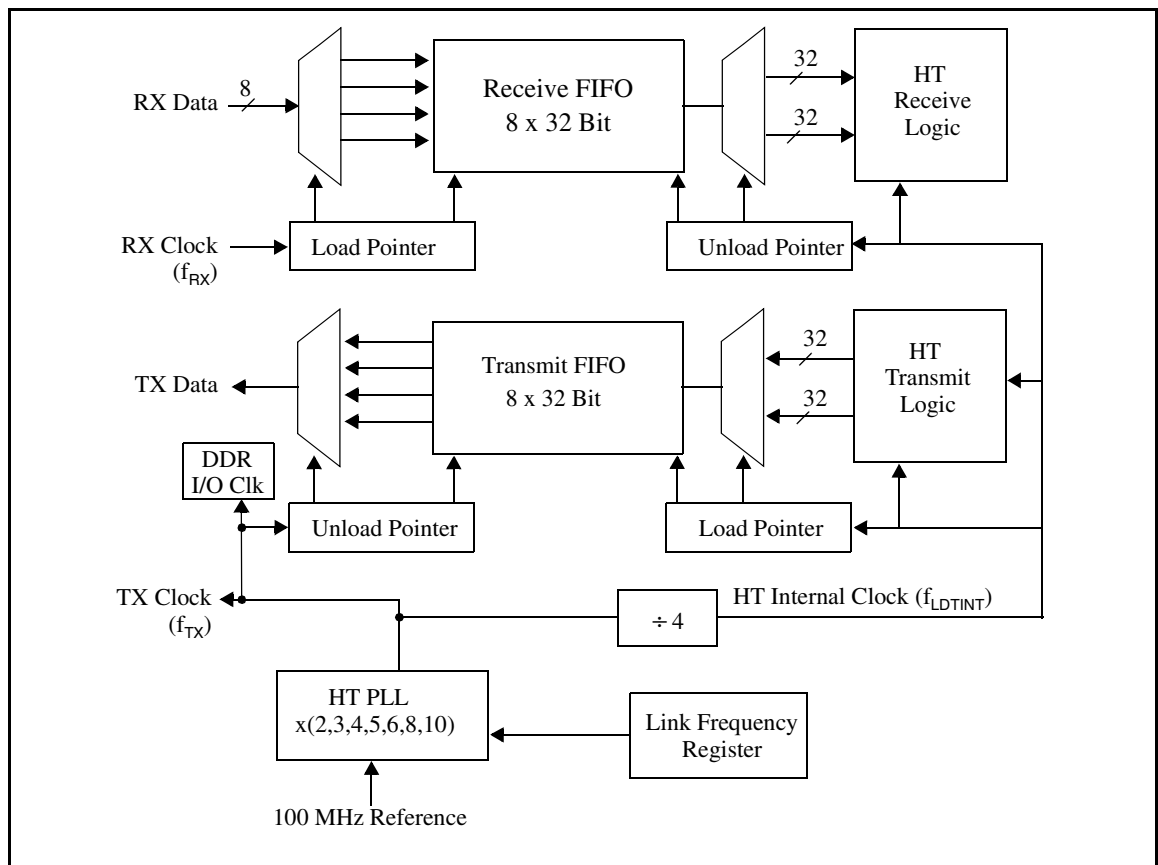 RX Data
8
Receive FIFO
8 x 32 Bit
32
32
HT
Receive
Logic
RX Clock
(fRX)
Load Pointer
Unload Pointer
TX Data
Transmit FIFO
8 x 32 Bit
32
32
HT
Transmit
Logic
DDR
I/O Clk
Unload Pointer
Load Pointer
TX Clock
(fTX)
÷ 4
HT Internal Clock (fLDTINT)
HT PLL
x(2,3,4,5,6,8,10)
Link Frequency
Register
100 MHz Reference